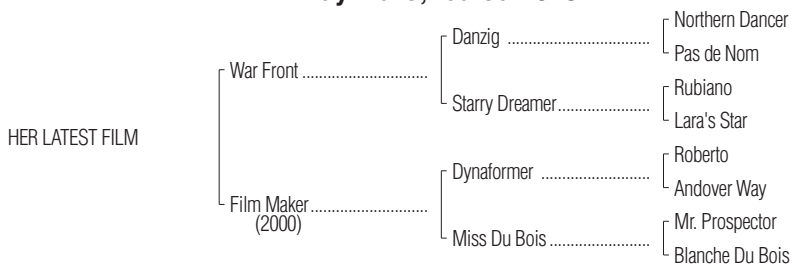 Northern Dancer
Danzig ........................................
Pas de Nom
War Front ...................................
Rubiano
Starry Dreamer..........................
Lara's Star
HER LATEST FILM
Roberto
Dynaformer ..............................
Andover Way
Film Maker.................................
(2000)
Mr. Prospector
Miss Du Bois ............................
Blanche Du Bois